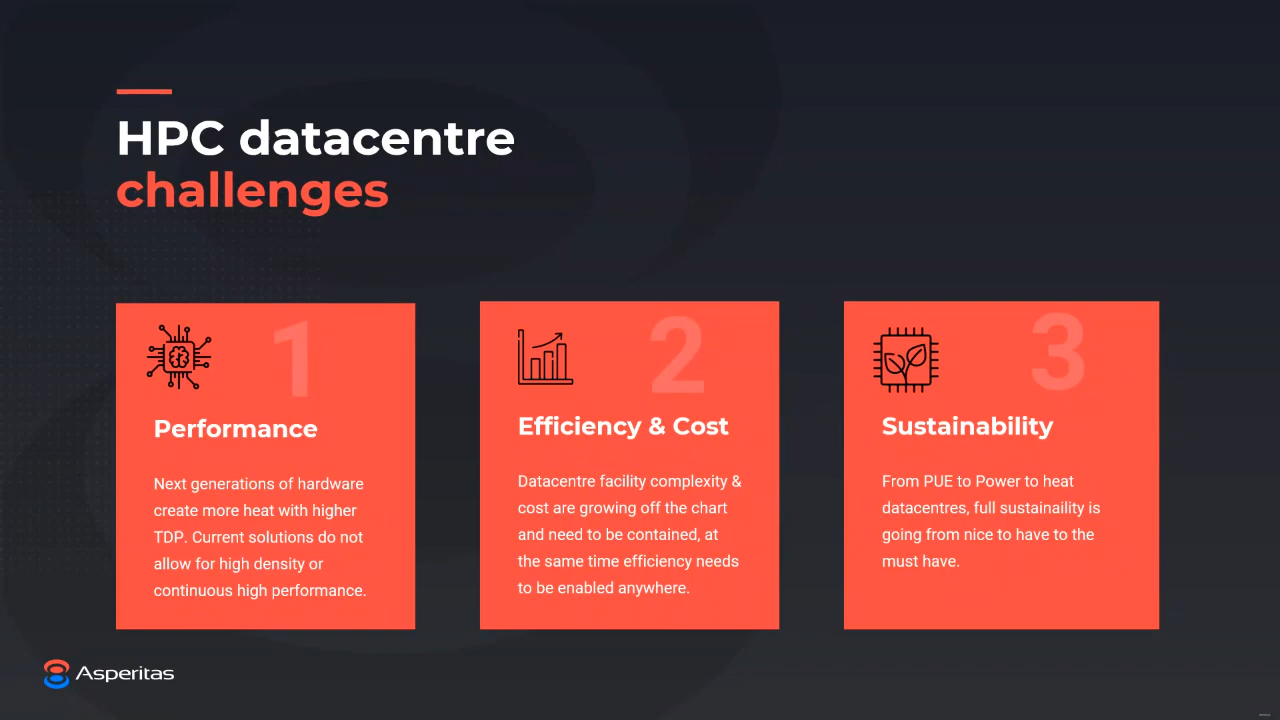 HPC datacentre
challenges
1
Performance
Next generations of hardware
create more heat with higher
TDP. Current solutions do not
allow for high density or
continuous high performance.
2
Efficiency & Cost
Datacentre facility complexity &
cost are growing off the chart
and need to be contained, at
the same time efficiency needs
to be enabled anywhere.
3
Sustainability
From PUE to Power to heat
datacentres, full sustainaility is
going from nice to have to the
must have.
Asperitas